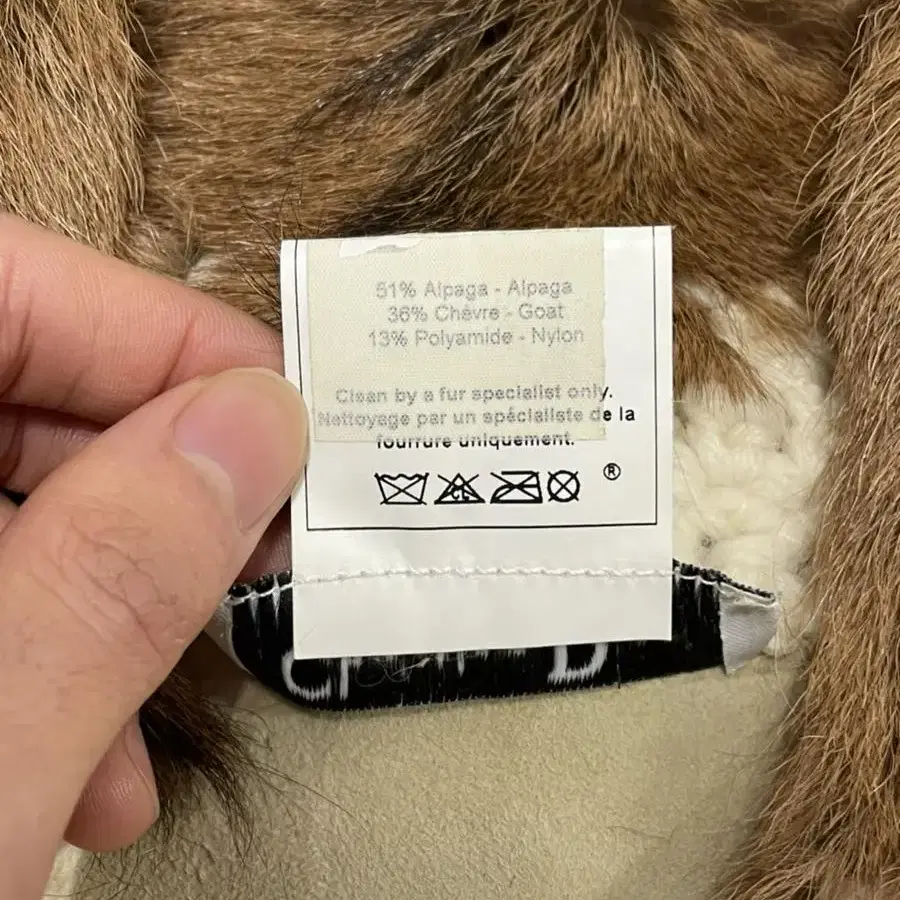 51% Alpaga - Alpaga
36% Chèvre - Goat
13% Polyamide - Nylon
Clean by a fur specialist only.
Nettoyage par un spécialiste de la
fourrure uniquement.
CL
®